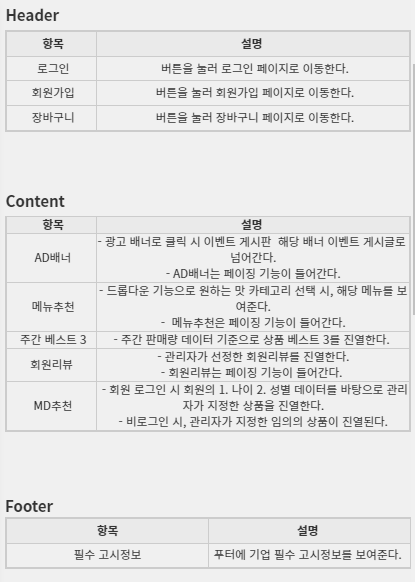 Header
항목 설명
로그인 버튼을 눌러 로그인 페이지로 이동한다.
회원가입 버튼을 눌러 회원가입 페이지로 이동한다.
장바구니 버튼을 눌러 장바구니 페이지로 이동한다.
Content
항목 설명
AD배너
- 광고 배너로 클릭 시 이벤트 게시판 해당 배너 이벤트 게시글로
넘어간다.
- AD배너는 페이징 기능이 들어간다.
메뉴추천
- 드롭다운 기능으로 원하는 맛 카테고리 선택 시, 해당 메뉴를 보
여준다.
- 메뉴추천은 페이징 기능이 들어간다.
주간 베스트 3 - 주간 판매량 데이터 기준으로 상품 베스트 3를 진열한다.
회원리뷰
- 관리자가 선정한 회원리뷰를 진열한다.
- 회원리뷰는 페이징 기능이 들어간다.
MD추천
- 회원 로그인 시 회원의 1. 나이 2. 성별 데이터를 바탕으로 관리
자가 지정한 상품을 진열한다.
- 비로그인 시, 관리자가 지정한 임의의 상품이 진열된다.
Footer
항목 설명
필수 고시정보 푸터에 기업 필수 고시정보를 보여준다.